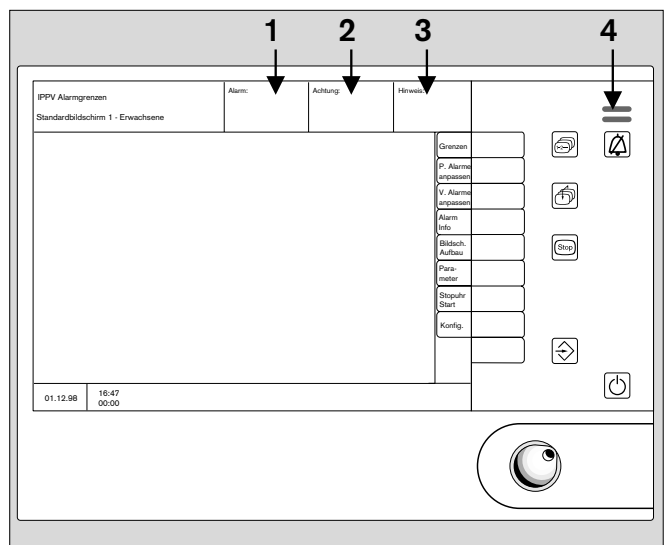 1 2 3 4
IPPV Alarmgrenzen
Standardbildschirm 1 - Erwachsene
Alarm:
Achtung:
Hinweis:
Grenzen
P. Alarme
anpassen
V. Alarme
anpassen
Alarm
Info
Bildsch.
Aufbau
Para-
meter
Stopuhr
Start
Konfig.
Stop
01.12.98
16:47
00:00